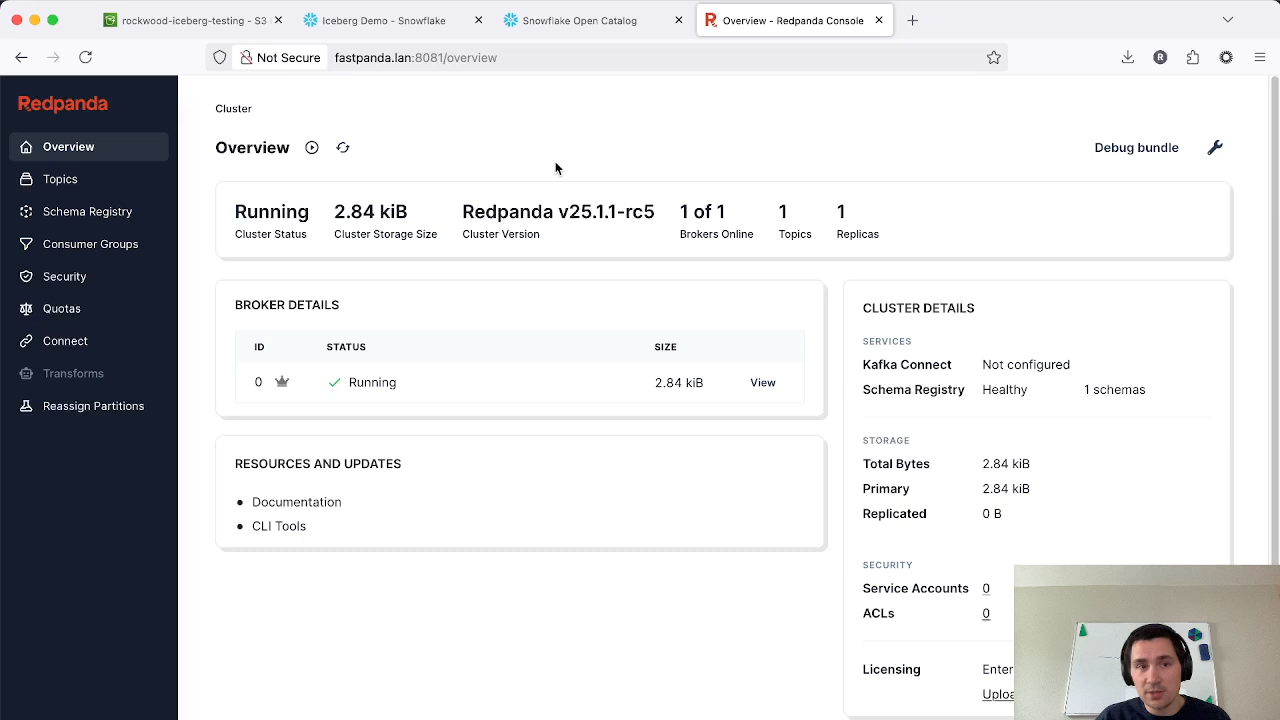 rockwood-iceberg-testing - S3
Iceberg Demo - Snowflake
Snowflake Open Catalog
Overview - Redpanda Console
Not Secure
fastpanda.lan:8081/overview
R
Redpanda
Overview
Topics
Schema Registry
Consumer Groups
Security
Quotas
Connect
Transforms
Reassign Partitions
Cluster
Overview
Debug bundle
Running 2.84 kiB Redpanda v25.1.1-rc5 1 of 1 1 1
Cluster Status Cluster Storage Size Cluster Version Brokers Online Topics Replicas
BROKER DETAILS
ID STATUS SIZE
0 Running 2.84 kiB View
RESOURCES AND UPDATES
Documentation
CLI Tools
CLUSTER DETAILS
SERVICES
Kafka Connect Not configured
Schema Registry Healthy 1 schemas
STORAGE
Total Bytes 2.84 kiB
Primary 2.84 kiB
Replicated 0 B
SECURITY
Service Accounts 0
ACLs 0
Licensing Enter
Uploa